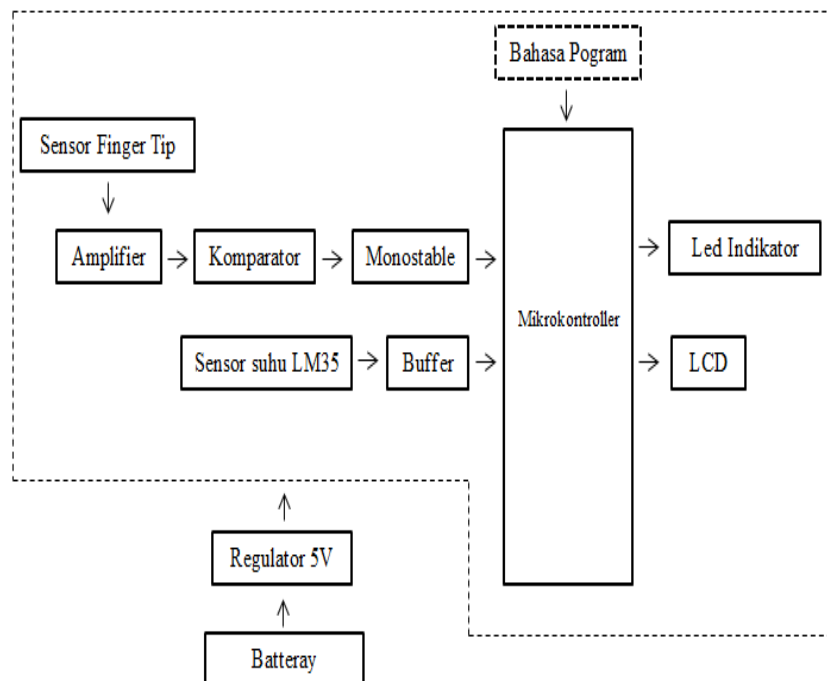 Bahasa Pogram
Sensor Finger Tip
Amplifier
Komparator
Monostable
Mikrokontroller
Led Indikator
Sensor suhu LM35
Buffer
LCD
Regulator 5V
Batteray